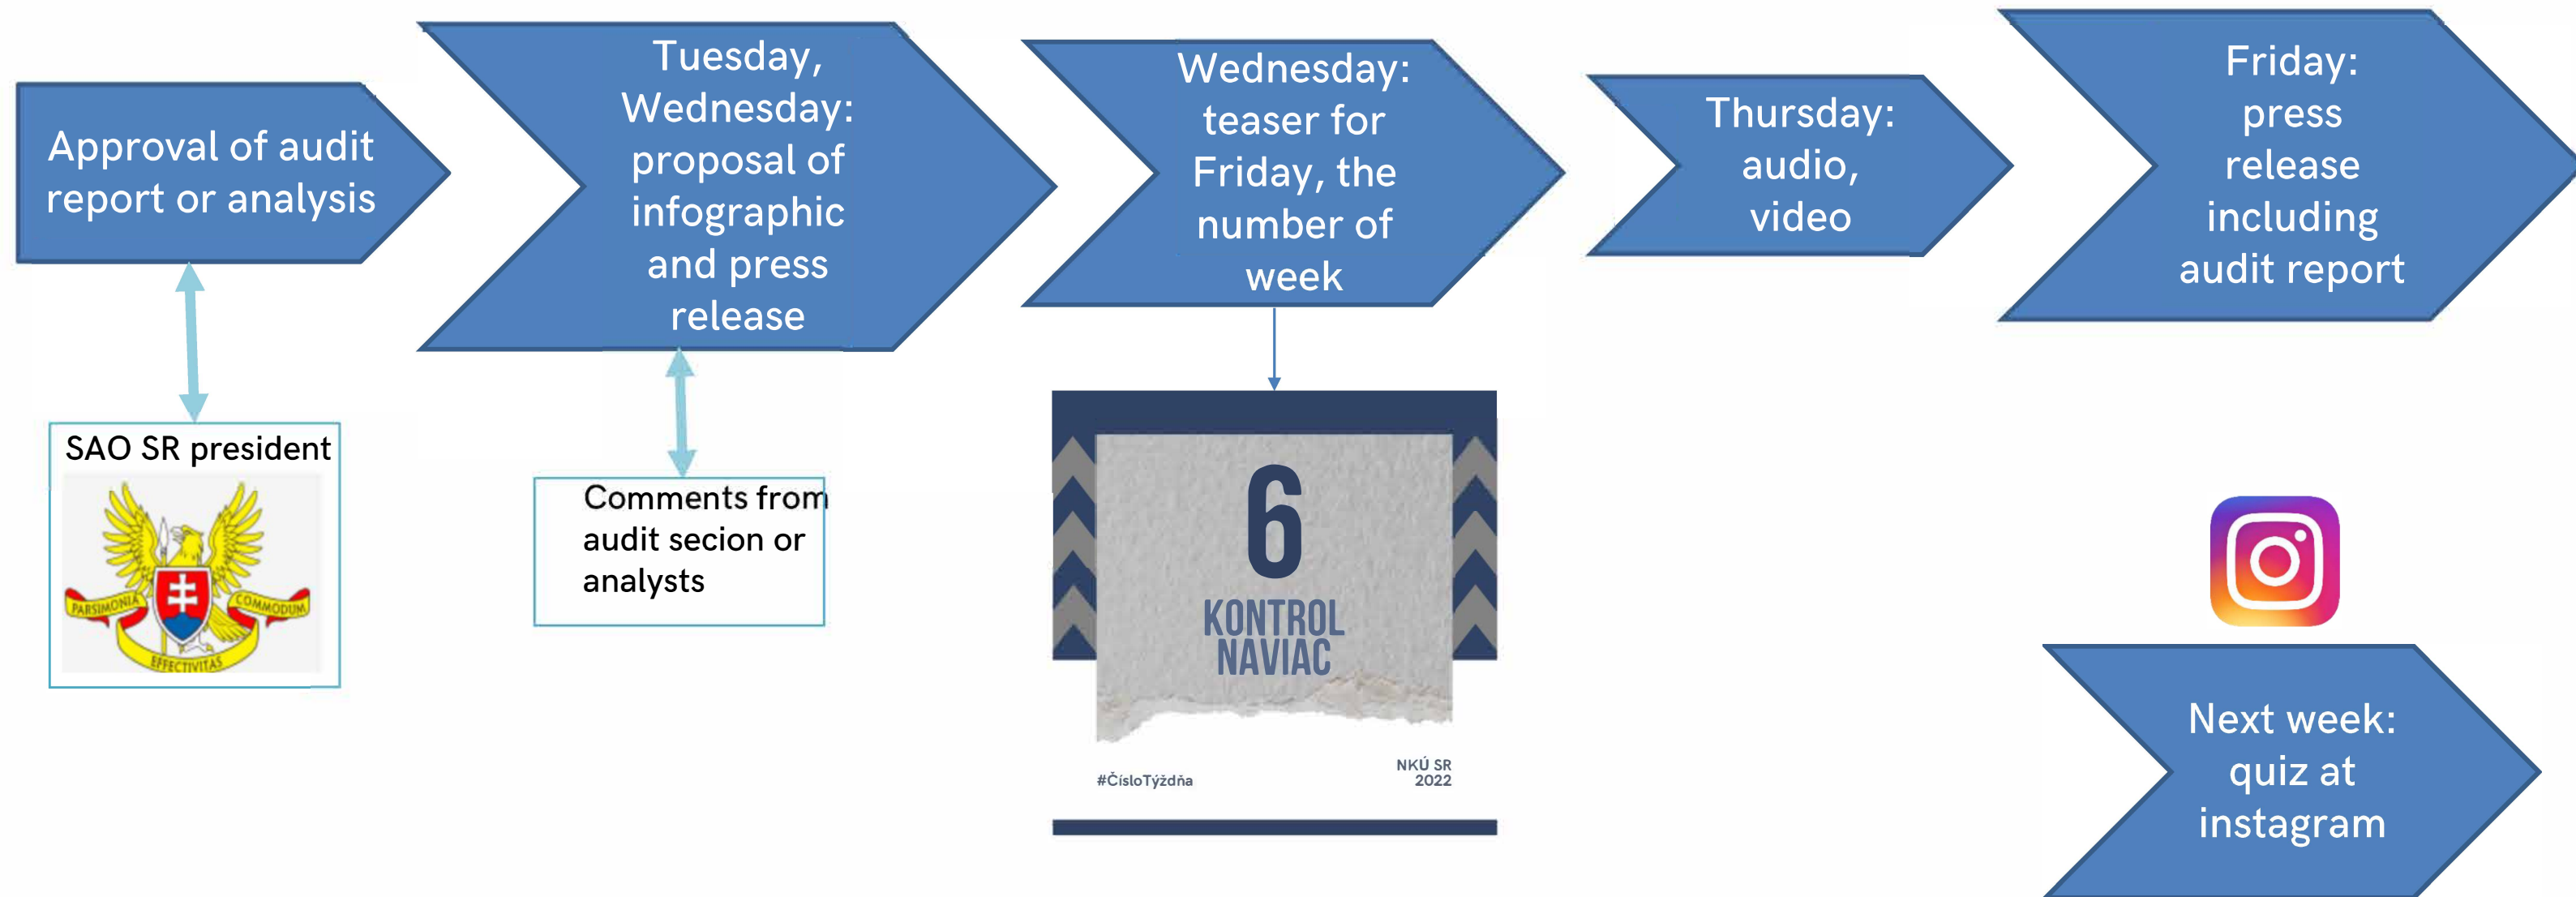 Approval of audit
report or analysis
Tuesday,
Wednesday:
proposal of
infographic
and press
release
Wednesday:
teaser for
Friday, the
number of
week
Thursday:
audio,
video
Friday:
press
release
including
audit report
SAO SR president
PARSIMONIA
COMMODUM
EFFECTIVITAS
Comments from
audit secion or
analysts
6
KONTROL
NAVIAC
#ČísloTýždňa
NKÚ SR
2022
Next week:
quiz at
instagram